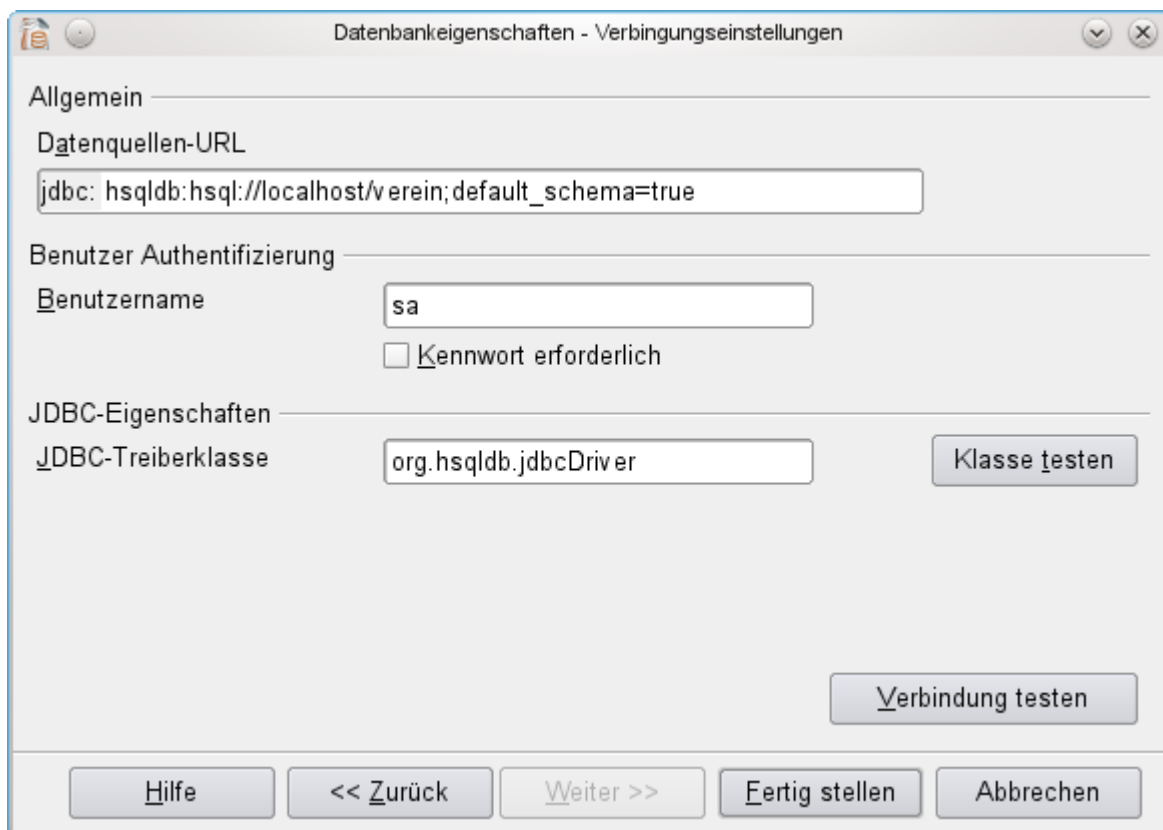 Datenbankeigenschaften - Verbingungseinstellungen
Allgemein
Datenquellen-URL
jdbc: hsqldb:hsql://localhost/verein;default_schema=true
Benutzer Authentifizierung
Benutzername
sa
Kennwort erforderlich
JDBC-Eigenschaften
JDBC-Treiberklasse
org.hsqldb.jdbcDriver
Klasse testen
Verbindung testen
Hilfe
<< Zurück
Weiter >>
Fertig stellen
Abbrechen